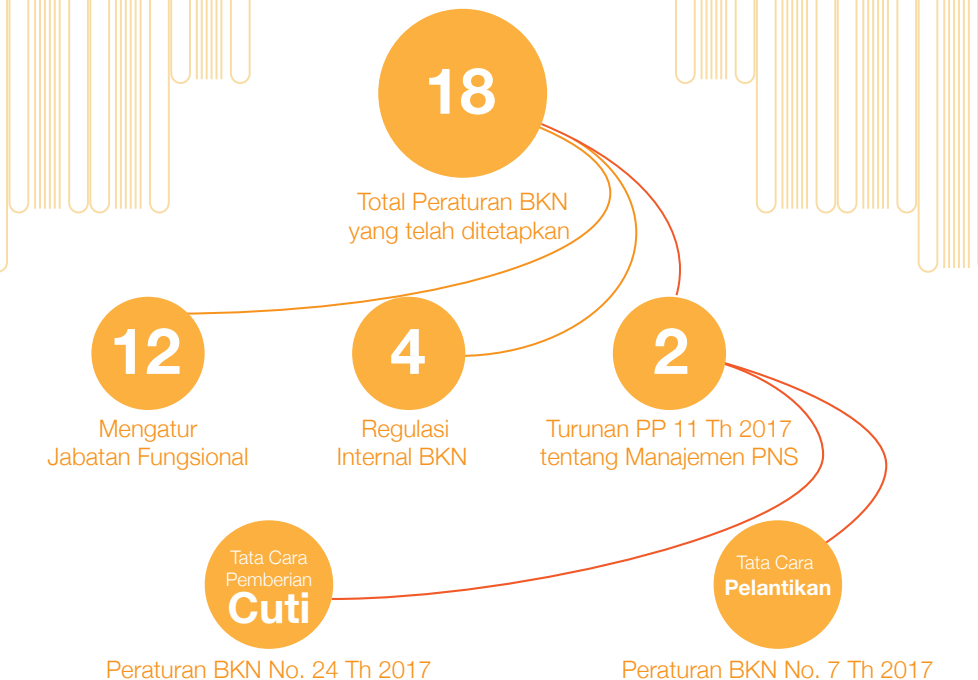 18
Total Peraturan BKN
yang telah ditetapkan
12
Mengatur
Jabatan Fungsional
4
Regulasi
Internal BKN
2
Turunan PP 11 Th 2017
tentang Manajemen PNS
Tata Cara
Pemberian
Cuti
Peraturan BKN No. 24 Th 2017
Tata Cara
Pelantikan
Peraturan BKN No. 7 Th 2017